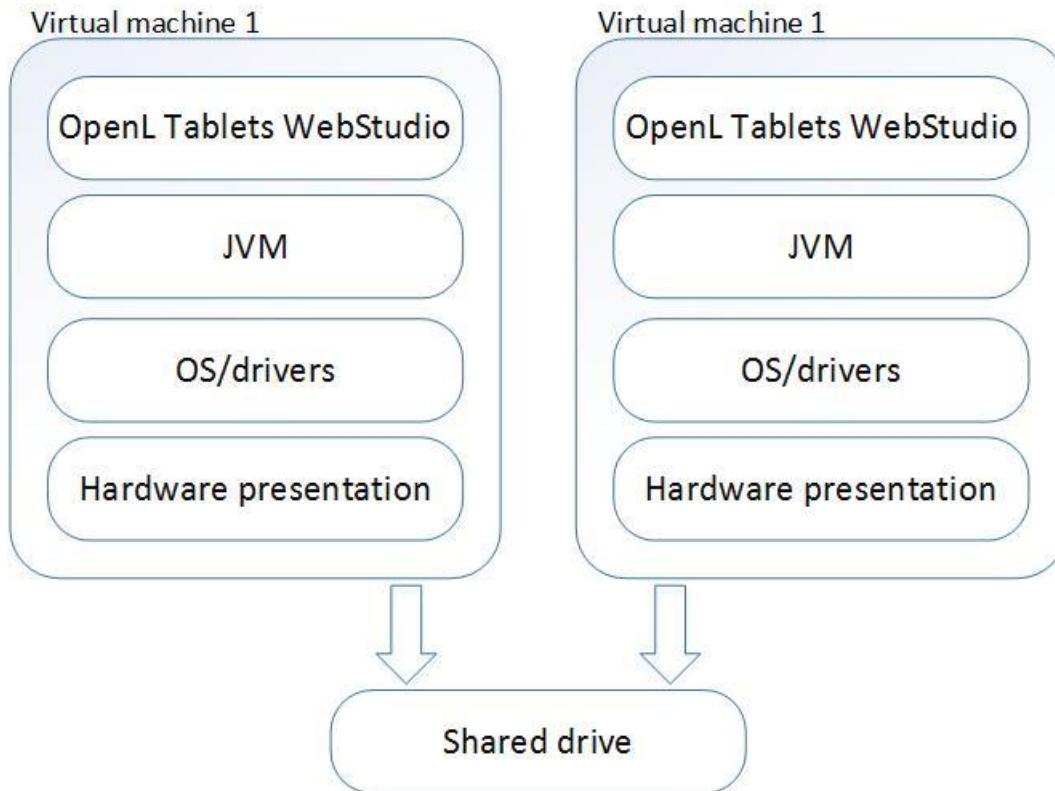 Virtual machine 1
OpenL Tablets WebStudio
JVM
OS/drivers
Hardware presentation
Virtual machine 1
OpenL Tablets WebStudio
JVM
OS/drivers
Hardware presentation
Shared drive